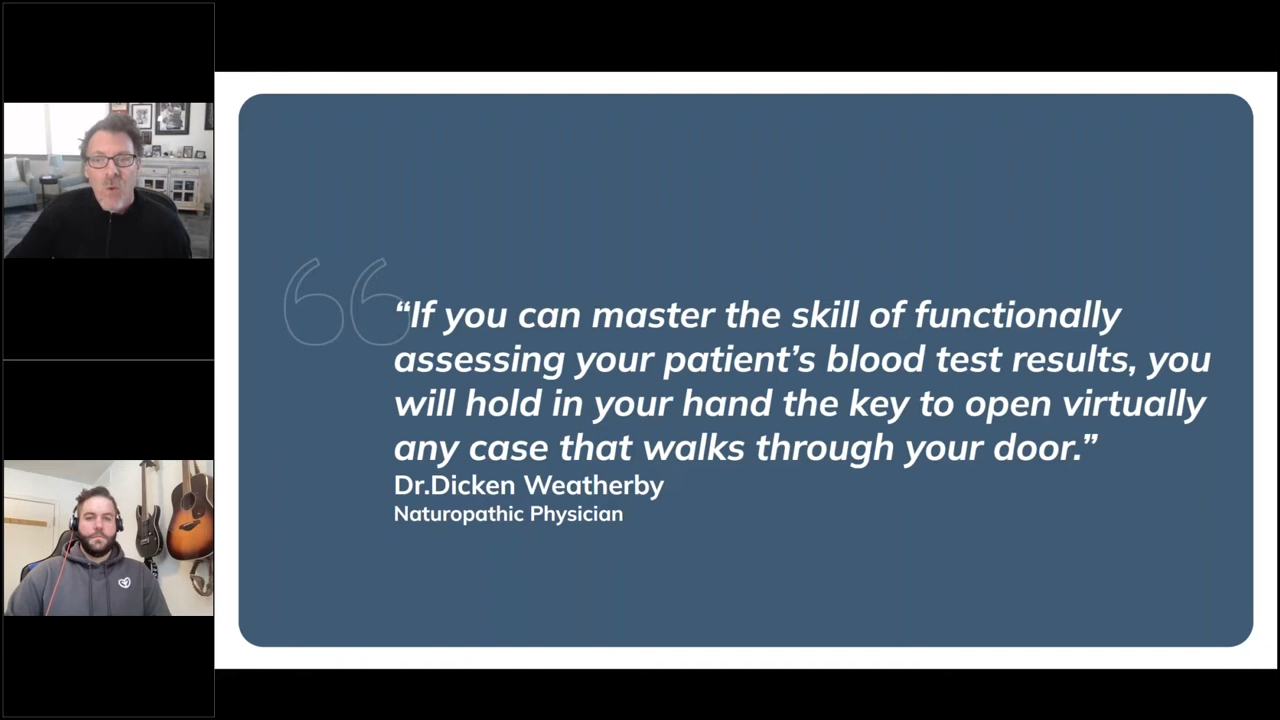 “If you can master the skill of functionally
assessing your patient’s blood test results, you
will hold in your hand the key to open virtually
any case that walks through your door.”
Dr.Dicken Weatherby
Naturopathic Physician